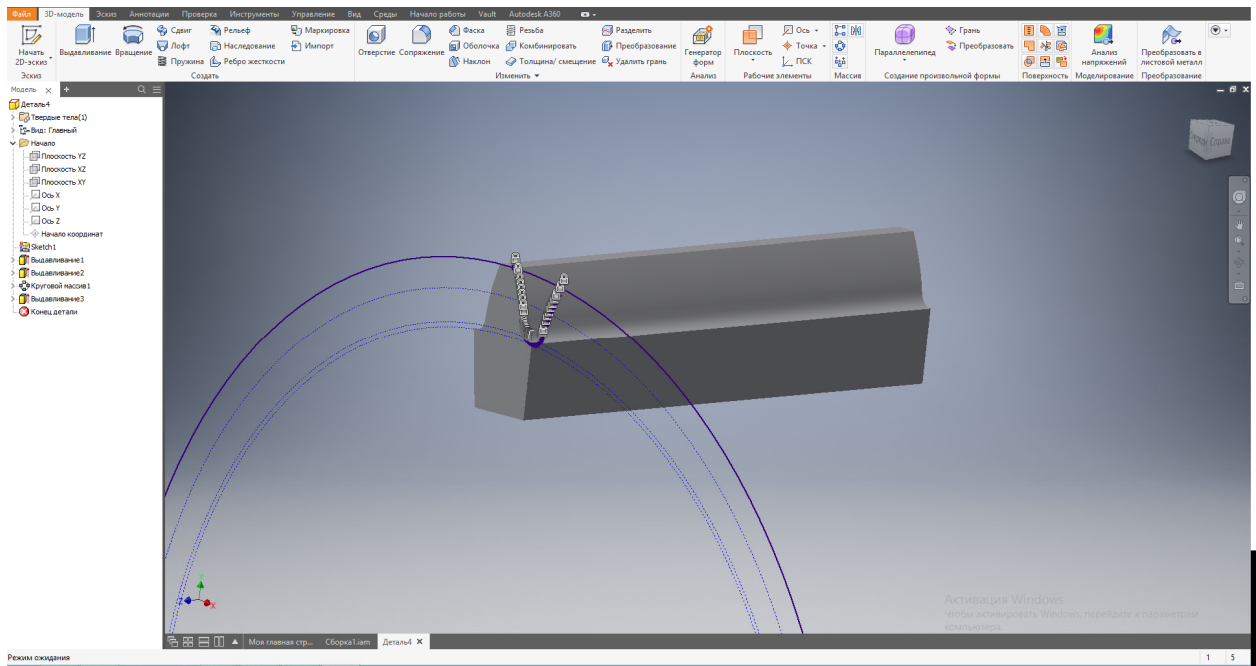 Файл 3D-модель Эскиз Аннотации Проверка Инструменты Управление Вид Среды Начало работы Vault Autodesk A360
Начать 2D-эскиз
Выдавливание
Вращение
Сдвиг
Лофт
Пружина
Рельеф
Наследование
Ребро жесткости
Маркировка
Импорт
Отверстие
Сопряжение
Фаска
Оболочка
Наклон
Резьба
Комбинировать
Толщина/ смещение
Разделить
Преобразование
Удалить грань
Генератор форм
Плоскость
Ось
Точка
ПСК
Параллелепипед
Грань
Преобразовать
Анализ напряжений
Преобразовать в листовой металл
Эскиз Создать Изменить Анализ Рабочие элементы Массив Создание произвольной формы Поверхность Моделирование Преобразование
Модель
Деталь4
Твердые тела(1)
Вид: Главный
Начало
Плоскость YZ
Плоскость XZ
Плоскость XY
Ось X
Ось Y
Ось Z
Начало координат
Sketch1
Выдавливание1
Выдавливание2
Круговой массив1
Выдавливание3
Конец детали
Справа
Y
Z
X
Активация Windows
Чтобы активировать Windows, перейдите к параметрам
компьютера.
Моя главная стр... Сборка1.iam Деталь4
Режим ожидания 1 5